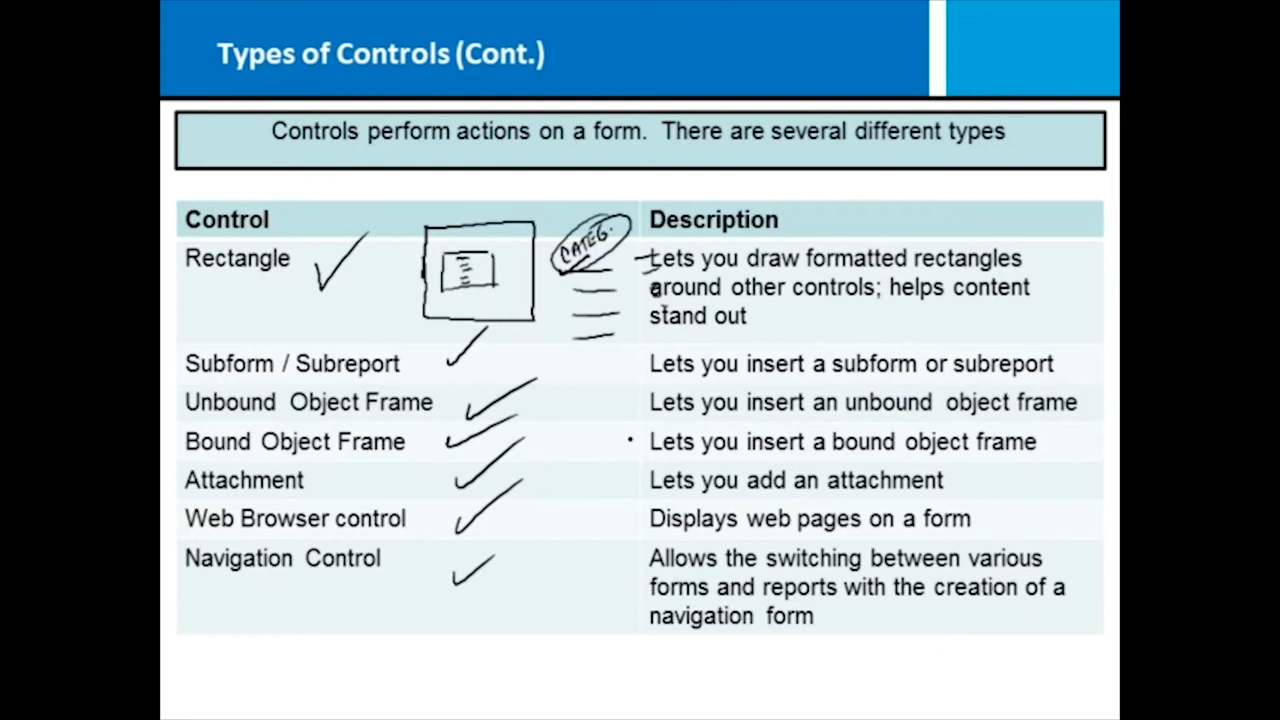 Types of Controls (Cont.)
Controls perform actions on a form. There are several different types
Control
Description
Rectangle
CATEG.
Lets you draw formatted rectangles
around other controls; helps content
stand out
Subform / Subreport
Lets you insert a subform or subreport
Unbound Object Frame
Lets you insert an unbound object frame
Bound Object Frame
Lets you insert a bound object frame
Attachment
Lets you add an attachment
Web Browser control
Displays web pages on a form
Navigation Control
Allows the switching between various
forms and reports with the creation of a
navigation form